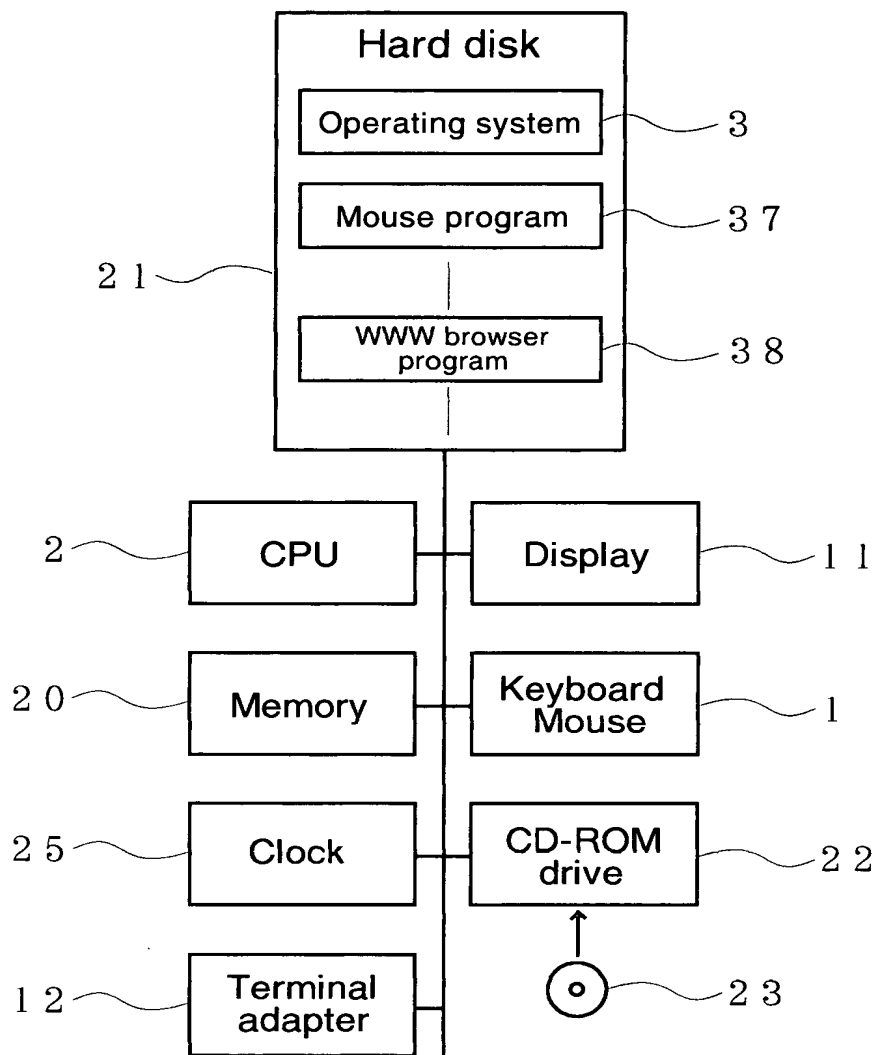 Hard disk
Operating system
3
Mouse program
37
21
WWW browser
program
38
2
CPU
Display
11
20
Memory
Keyboard
Mouse
1
25
Clock
CD-ROM
drive
22
12
Terminal
adapter
23